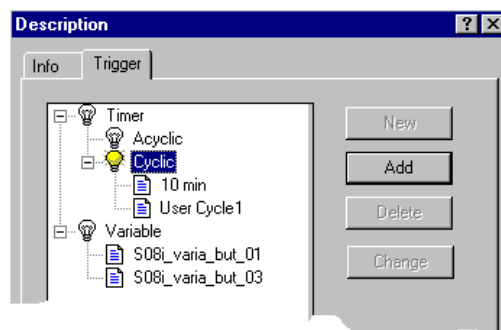 Description
Info Trigger
Timer
Acyclic
Cyclic
10 min
User Cycle1
Variable
S08i_varia_but_01
S08i_varia_but_03
New
Add
Delete
Change